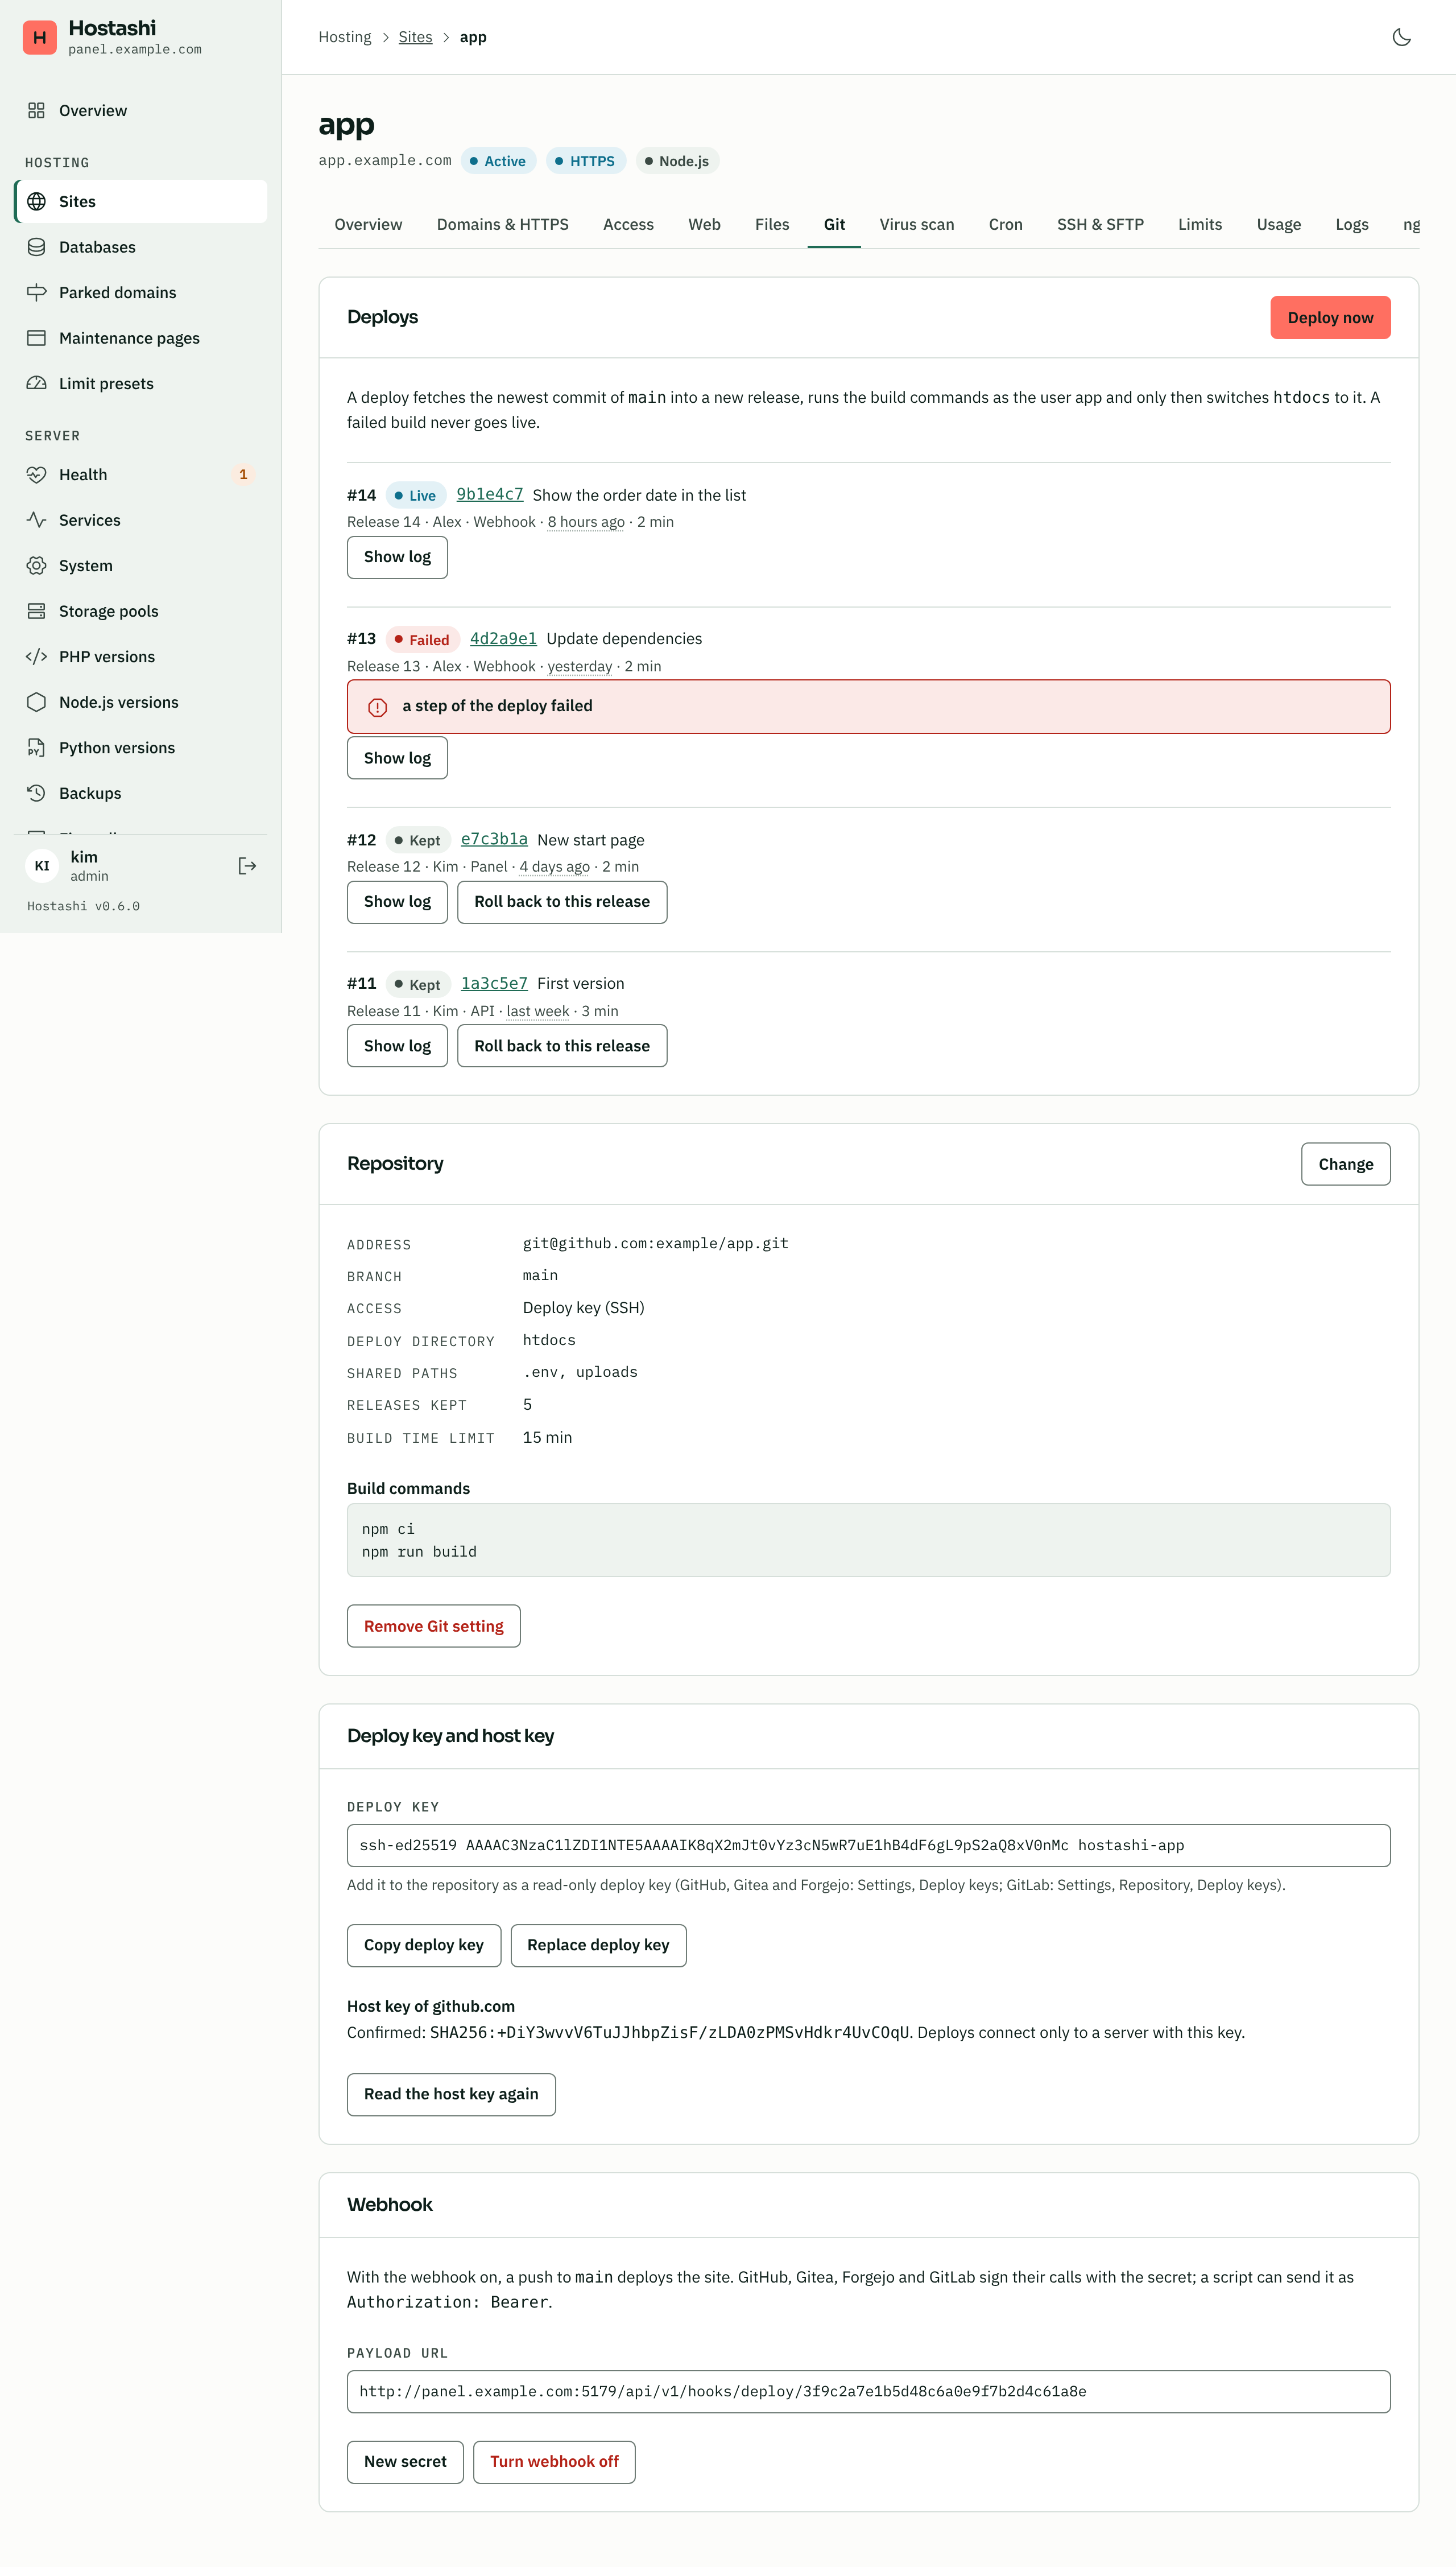 H
Hostashi
panel.example.com
Overview
HOSTING
Sites
Databases
Parked domains
Maintenance pages
Limit presets
SERVER
Health 1
Services
System
Storage pools
PHP versions
Node.js versions
Python versions
Backups
KI
kim
admin
Hostashi v0.6.0
Hosting > Sites > app
app
app.example.com Active HTTPS Node.js
Overview Domains & HTTPS Access Web Files Git Virus scan Cron SSH & SFTP Limits Usage Logs ng
Deploys
Deploy now
A deploy fetches the newest commit of main into a new release, runs the build commands as the user app and only then switches htdocs to it. A
failed build never goes live.
#14 Live 9b1e4c7 Show the order date in the list
Release 14 · Alex · Webhook · 8 hours ago · 2 min
Show log
#13 Failed 4d2a9e1 Update dependencies
Release 13 · Alex · Webhook · yesterday · 2 min
a step of the deploy failed
Show log
#12 Kept e7c3b1a New start page
Release 12 · Kim · Panel · 4 days ago · 2 min
Show log Roll back to this release
#11 Kept 1a3c5e7 First version
Release 11 · Kim · API · last week · 3 min
Show log Roll back to this release
Repository
Change
ADDRESS git@github.com:example/app.git
BRANCH main
ACCESS Deploy key (SSH)
DEPLOY DIRECTORY htdocs
SHARED PATHS .env, uploads
RELEASES KEPT 5
BUILD TIME LIMIT 15 min
Build commands
npm ci
npm run build
Remove Git setting
Deploy key and host key
DEPLOY KEY
ssh-ed25519 AAAAC3NzaC1lZDI1NTE5AAAAIK8qX2mJt0vYz3cN5wR7uE1hB4dF6gL9pS2aQ8xV0nMc hostashi-app
Add it to the repository as a read-only deploy key (GitHub, Gitea and Forgejo: Settings, Deploy keys; GitLab: Settings, Repository, Deploy keys).
Copy deploy key Replace deploy key
Host key of github.com
Confirmed: SHA256:+DiY3wvvV6TuJJhbpZisF/zLDA0zPMSvHdkr4UvCOqU. Deploys connect only to a server with this key.
Read the host key again
Webhook
With the webhook on, a push to main deploys the site. GitHub, Gitea, Forgejo and GitLab sign their calls with the secret; a script can send it as
Authorization: Bearer.
PAYLOAD URL
http://panel.example.com:5179/api/v1/hooks/deploy/3f9c2a7e1b5d48c6a0e9f7b2d4c61a8e
New secret Turn webhook off